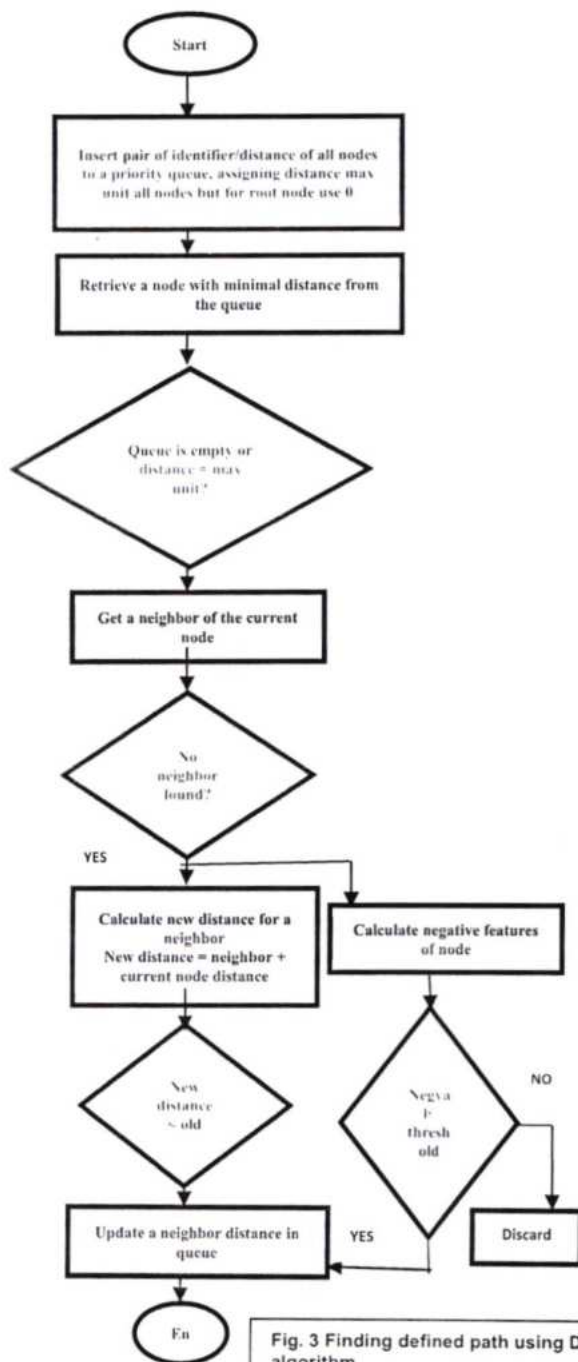 Start
Insert pair of identifier/distance of all nodes
to a priority queue, assigning distance max
unit all nodes but for root node use 0
Retrieve a node with minimal distance from
the queue
Queue is empty or
distance = max
unit?
Get a neighbor of the current
node
No
neighbor
found?
YES
Calculate new distance for a
neighbor
New distance = neighbor +
current node distance
Calculate negative features
of node
New
distance
< old
Negva
thresh
old
NO
Update a neighbor distance in
queue
YES
Discard
En
Fig. 3 Finding defined path using D
algorithm